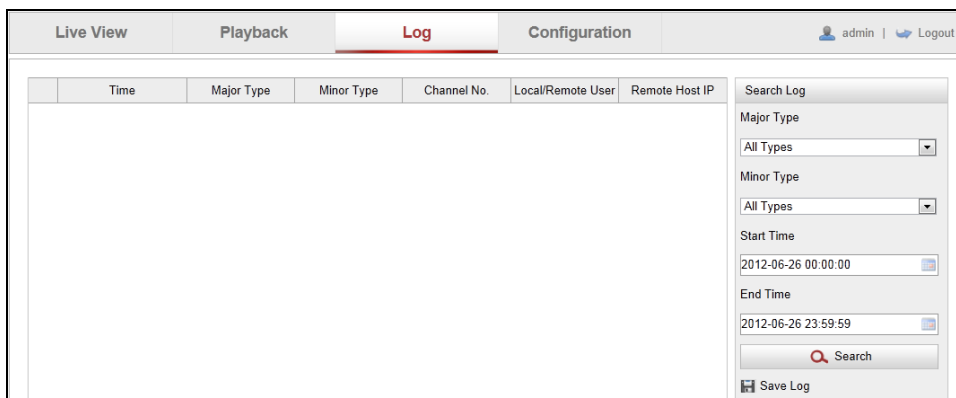 Live View Playback Log Configuration admin | Logout
Time Major Type Minor Type Channel No. Local/Remote User Remote Host IP
Search Log
Major Type
All Types
Minor Type
All Types
Start Time
2012-06-26 00:00:00
End Time
2012-06-26 23:59:59
Search
Save Log